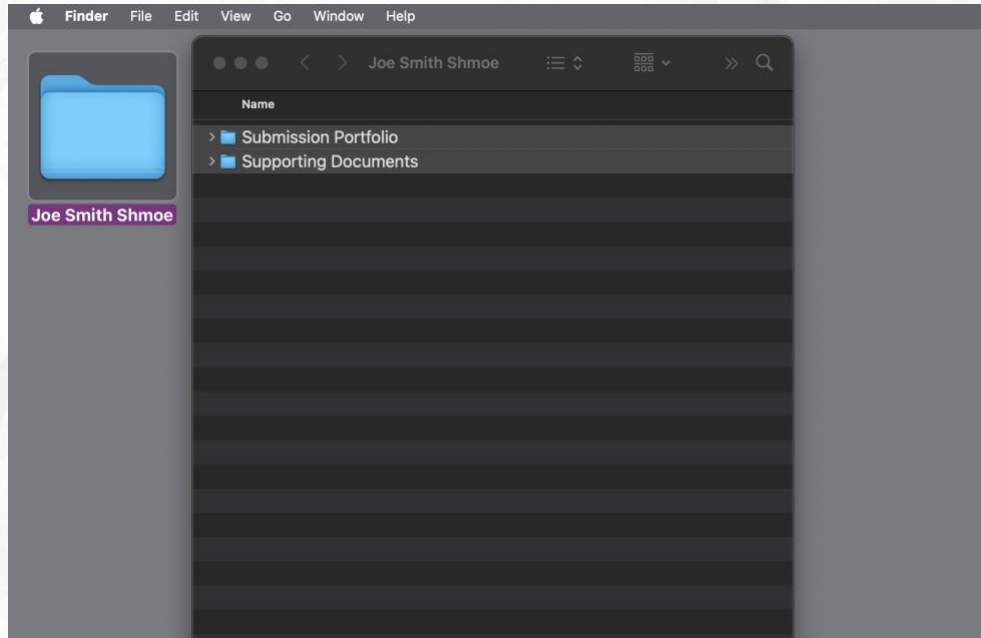 Finder File Edit View Go Window Help
Joe Smith Shmoe
Name
Submission Portfolio
Supporting Documents
Joe Smith Shmoe